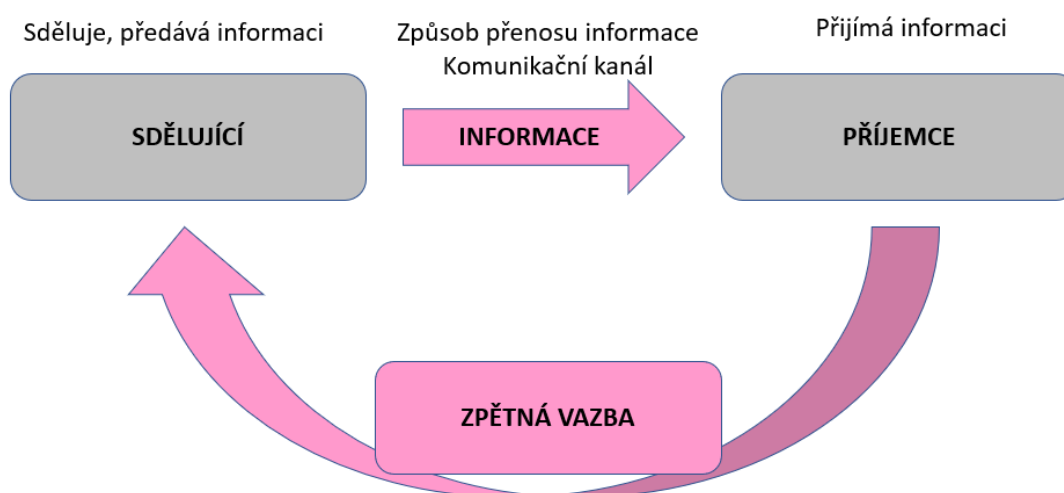 Sděluje, předává informaci
Způsob přenosu informace
Komunikační kanál
Přijímá informaci
SDĚLUJÍCÍ
INFORMACE
PŘÍJEMCE
ZPĚTNÁ VAZBA